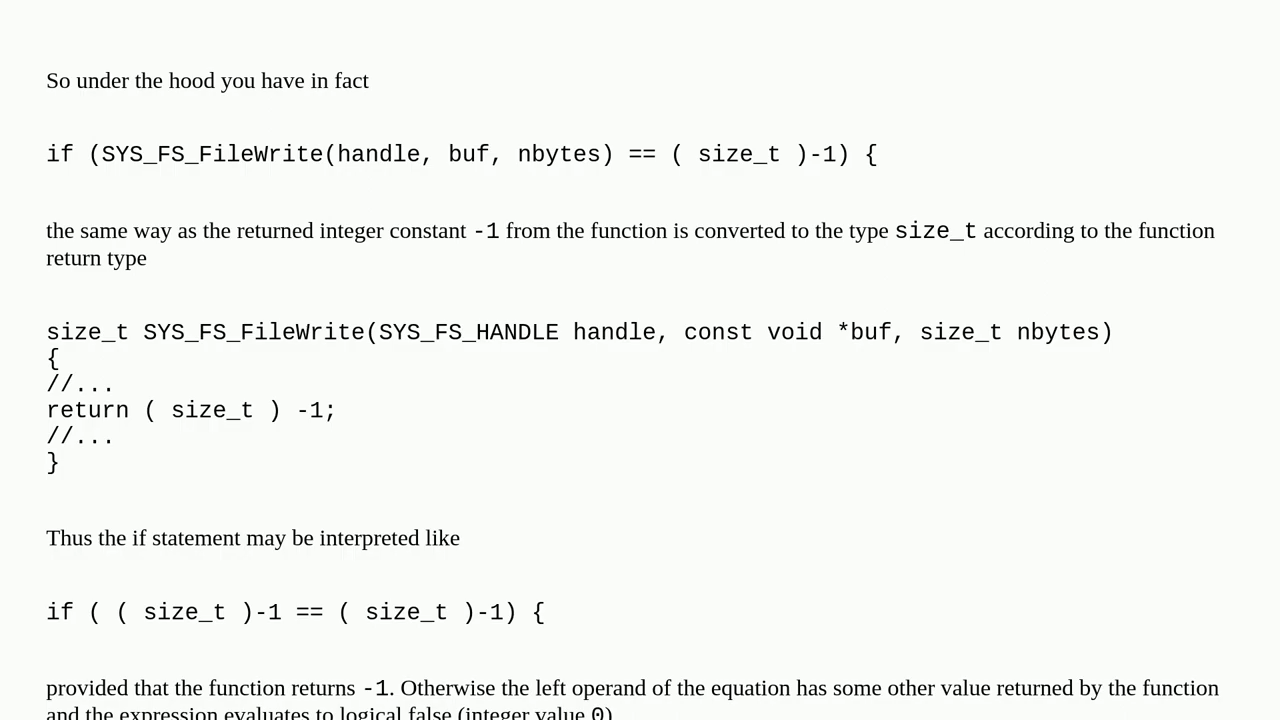 So under the hood you have in fact
if (SYS_FS_FileWrite(handle, buf, nbytes) == ( size_t )-1) {
the same way as the returned integer constant -1 from the function is converted to the type size_t according to the function
return type
size_t SYS_FS_FileWrite(SYS_FS_HANDLE handle, const void *buf, size_t nbytes)
{
//...
return ( size_t ) -1;
//...
}
Thus the if statement may be interpreted like
if ( ( size_t )-1 == ( size_t )-1) {
provided that the function returns -1. Otherwise the left operand of the equation has some other value returned by the function
and the expression evaluates to logical false (integer value 0)